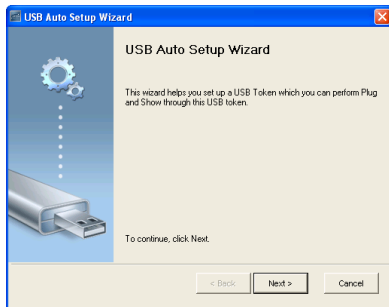 USB Auto Setup Wizard
USB Auto Setup Wizard
This wizard helps you set up a USB Token which you can perform Plug
and Show through this USB token.
To continue, click Next.
< Back
Next >
Cancel